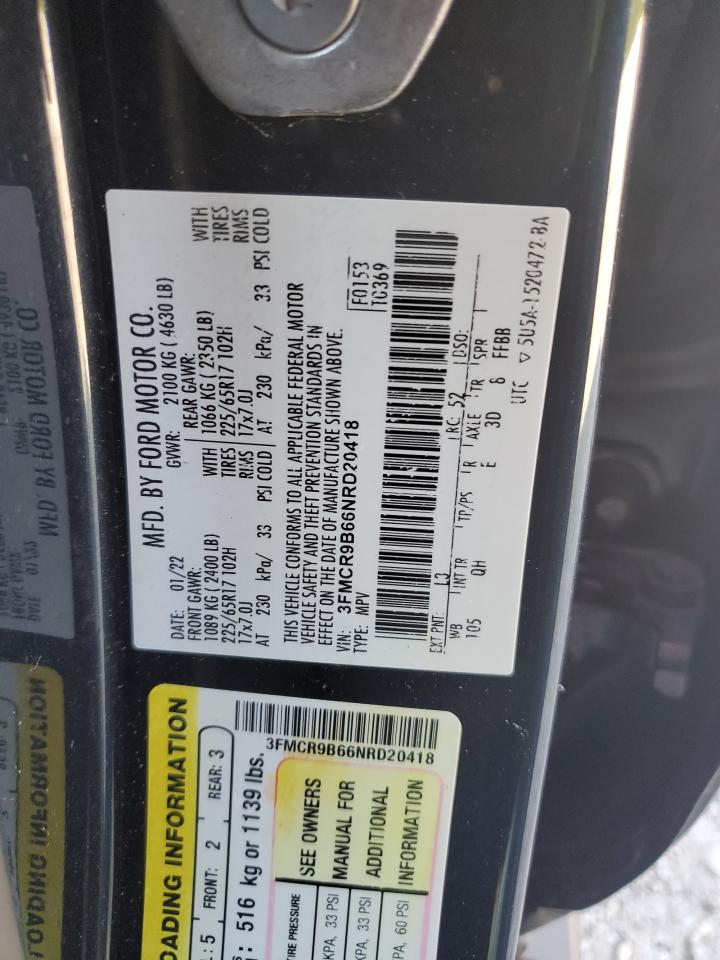 MFD. BY FORD MOTOR CO.
DATE: 01/22 GVWR: 2100 KG ( 4630 LB)
FRONT GAWR: REAR GAWR:
1089 KG ( 2400 LB) WITH 1066 KG ( 2350 LB) WITH
225/65R17 102H TIRES 225/65R17 102H TIRES
17x7.0J RIMS 17x7.0J RIMS
AT 230 kPa/ 33 PSI COLD AT 230 kPa/ 33 PSI COLD
THIS VEHICLE CONFORMS TO ALL APPLICABLE FEDERAL MOTOR
VEHICLE SAFETY AND THEFT PREVENTION STANDARDS IN
EFFECT ON THE DATE OF MANUFACTURE SHOWN ABOVE.
VIN: 3FMCR9B66NRD20418 F0153
TYPE: MPV T0369
EXT PNT: L3 RC: 52 DSO:
WB INT TR TP/PS R AXLE TR SPR
105 QH E 3D 8 FFBB
UTC ▽ 5U5A-1520472-BA
LOADING INFORMATION
: 5 FRONT: 2 REAR: 3
: 516 kg or 1139 lbs.
3FMCR9B66NRD20418
TIRE PRESSURE
KPA, 33 PSI
KPA, 33 PSI
KPA, 60 PSI
SEE OWNERS
MANUAL FOR
ADDITIONAL
INFORMATION